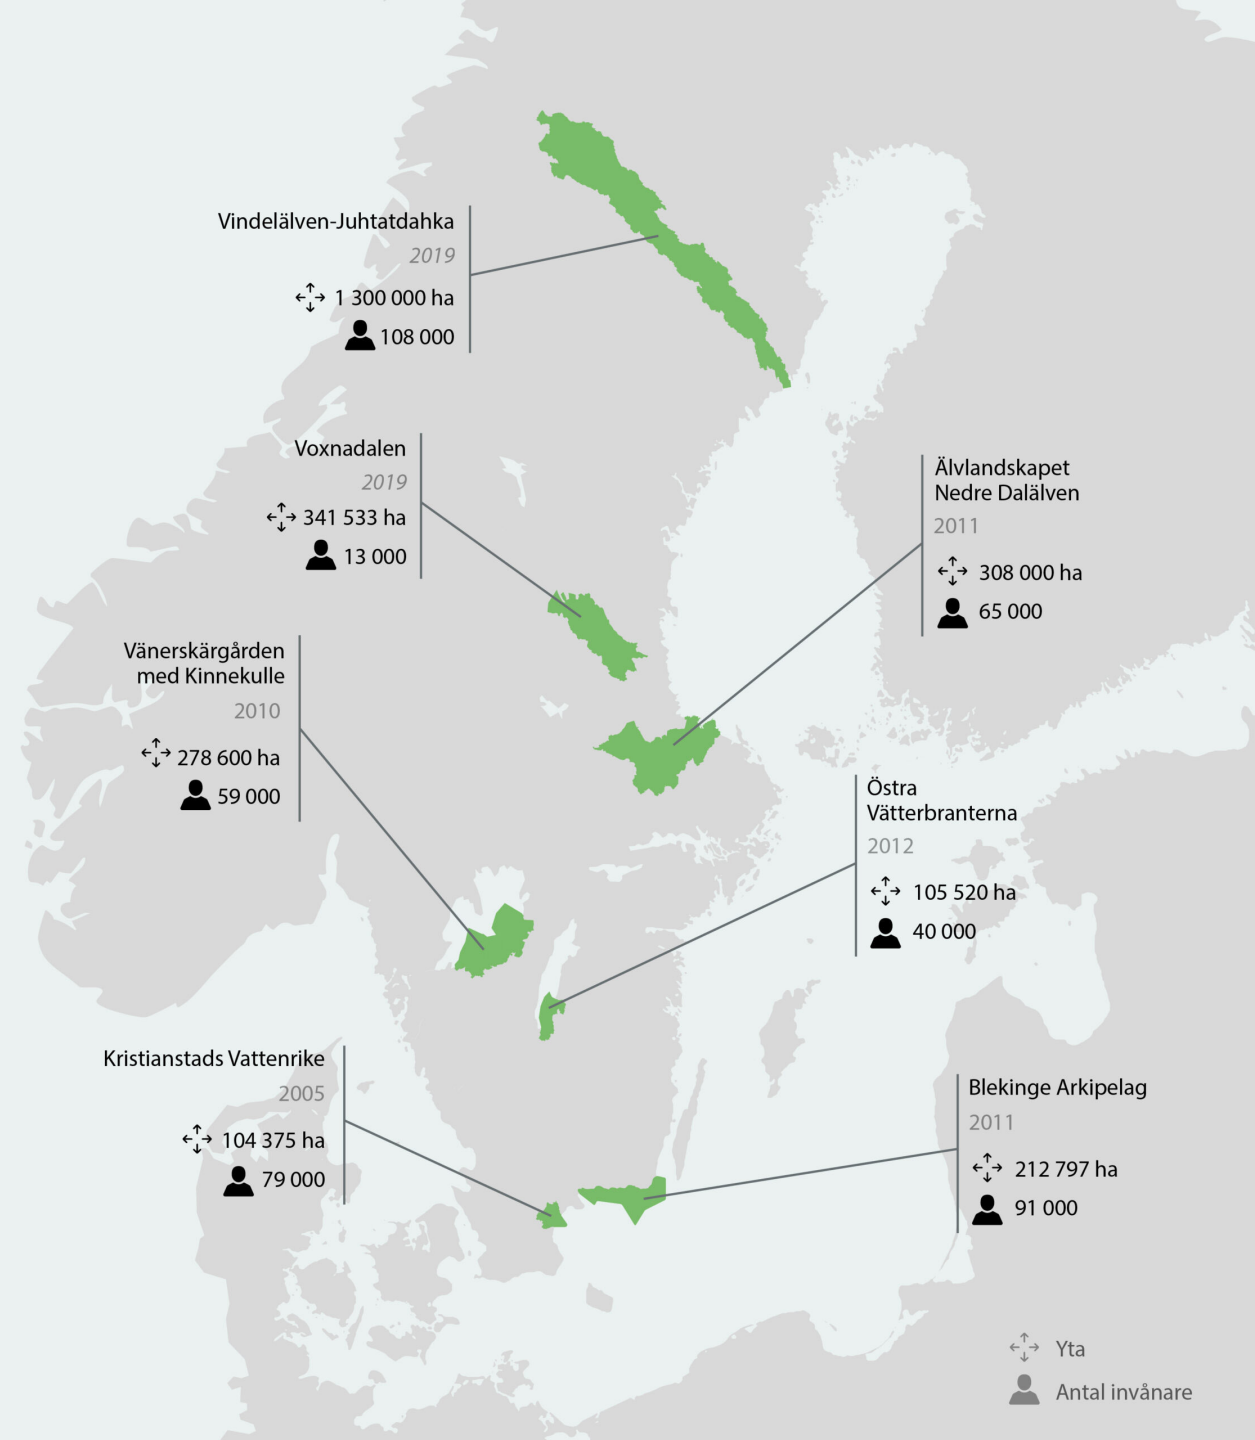 Vindelälven-Juhtatdahka
2019
1 300 000 ha
108 000
Voxnadalen
2019
341 533 ha
13 000
Älvlandskapet
Nedre Dalälven
2011
308 000 ha
65 000
Vänerskärgården
med Kinnekulle
2010
278 600 ha
59 000
Östra
Vätterbranterna
2012
105 520 ha
40 000
Kristianstads Vattenrike
2005
104 375 ha
79 000
Blekinge Arkipelag
2011
212 797 ha
91 000
Yta
Antal invånare